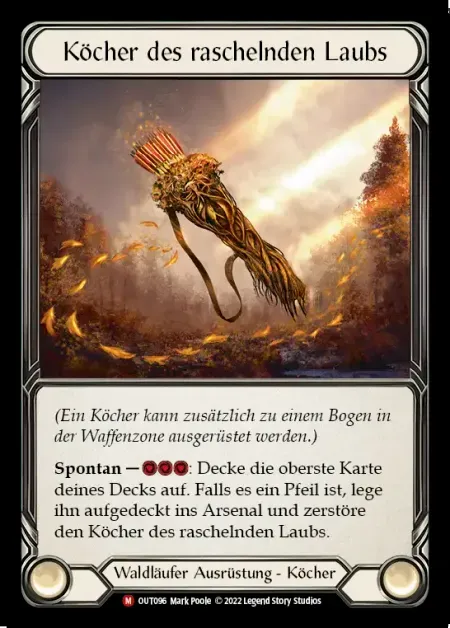 Köcher des raschelnden Laubs
(Ein Köcher kann zusätzlich zu einem Bogen in
der Waffenzone ausgerüstet werden.)
Spontan — : Decke die oberste Karte
deines Decks auf. Falls es ein Pfeil ist, lege
ihn aufgedeckt ins Arsenal und zerstöre
den Köcher des raschelnden Laubs.
Waldläufer Ausrüstung - Köcher
M OUT096 Mark Poole © 2022 Legend Story Studios